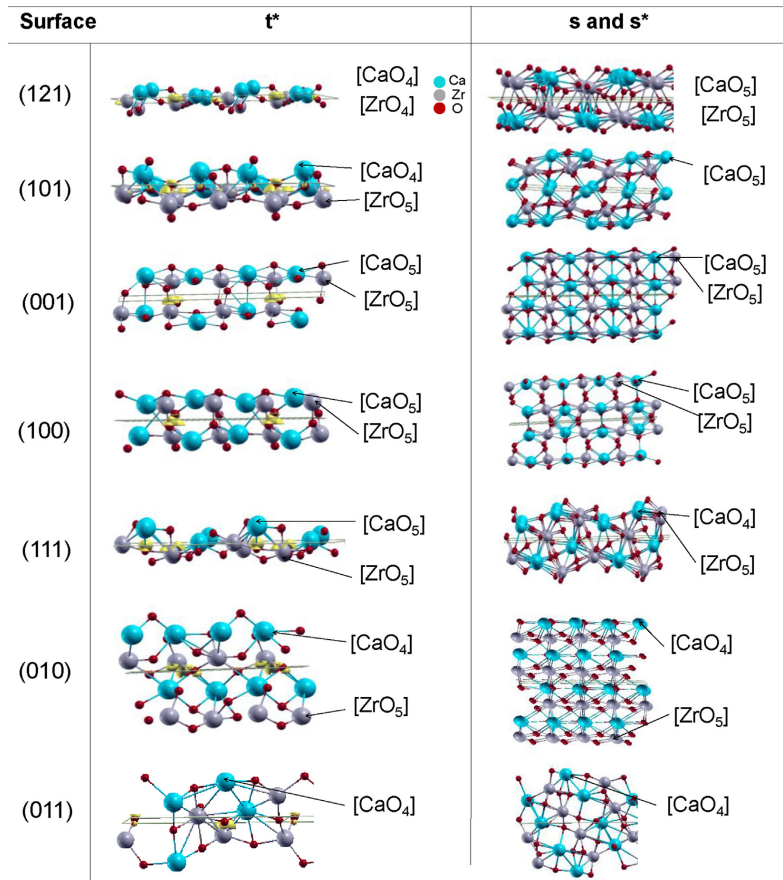 Surface t* s and s*
(121) [CaO₄] Ca [CaO₅]
[ZrO₄] Zr [ZrO₅]
O
(101) [CaO₄] [CaO₅]
[ZrO₅]
(001) [CaO₅] [CaO₅]
[ZrO₅] [ZrO₅]
(100) [CaO₅] [CaO₅]
[ZrO₅] [ZrO₅]
(111) [CaO₅] [CaO₄]
[ZrO₅] [ZrO₅]
(010) [CaO₄] [CaO₄]
[ZrO₅] [ZrO₅]
(011) [CaO₄] [CaO₄]